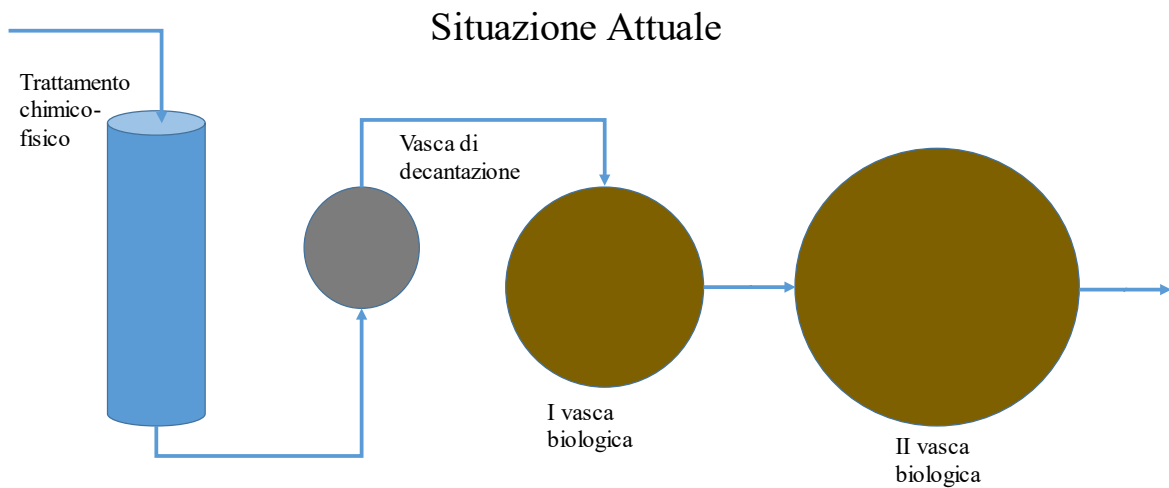 Situazione Attuale
Trattamento
chimico-
fisico
Vasca di
decantazione
I vasca
biologica
II vasca
biologica